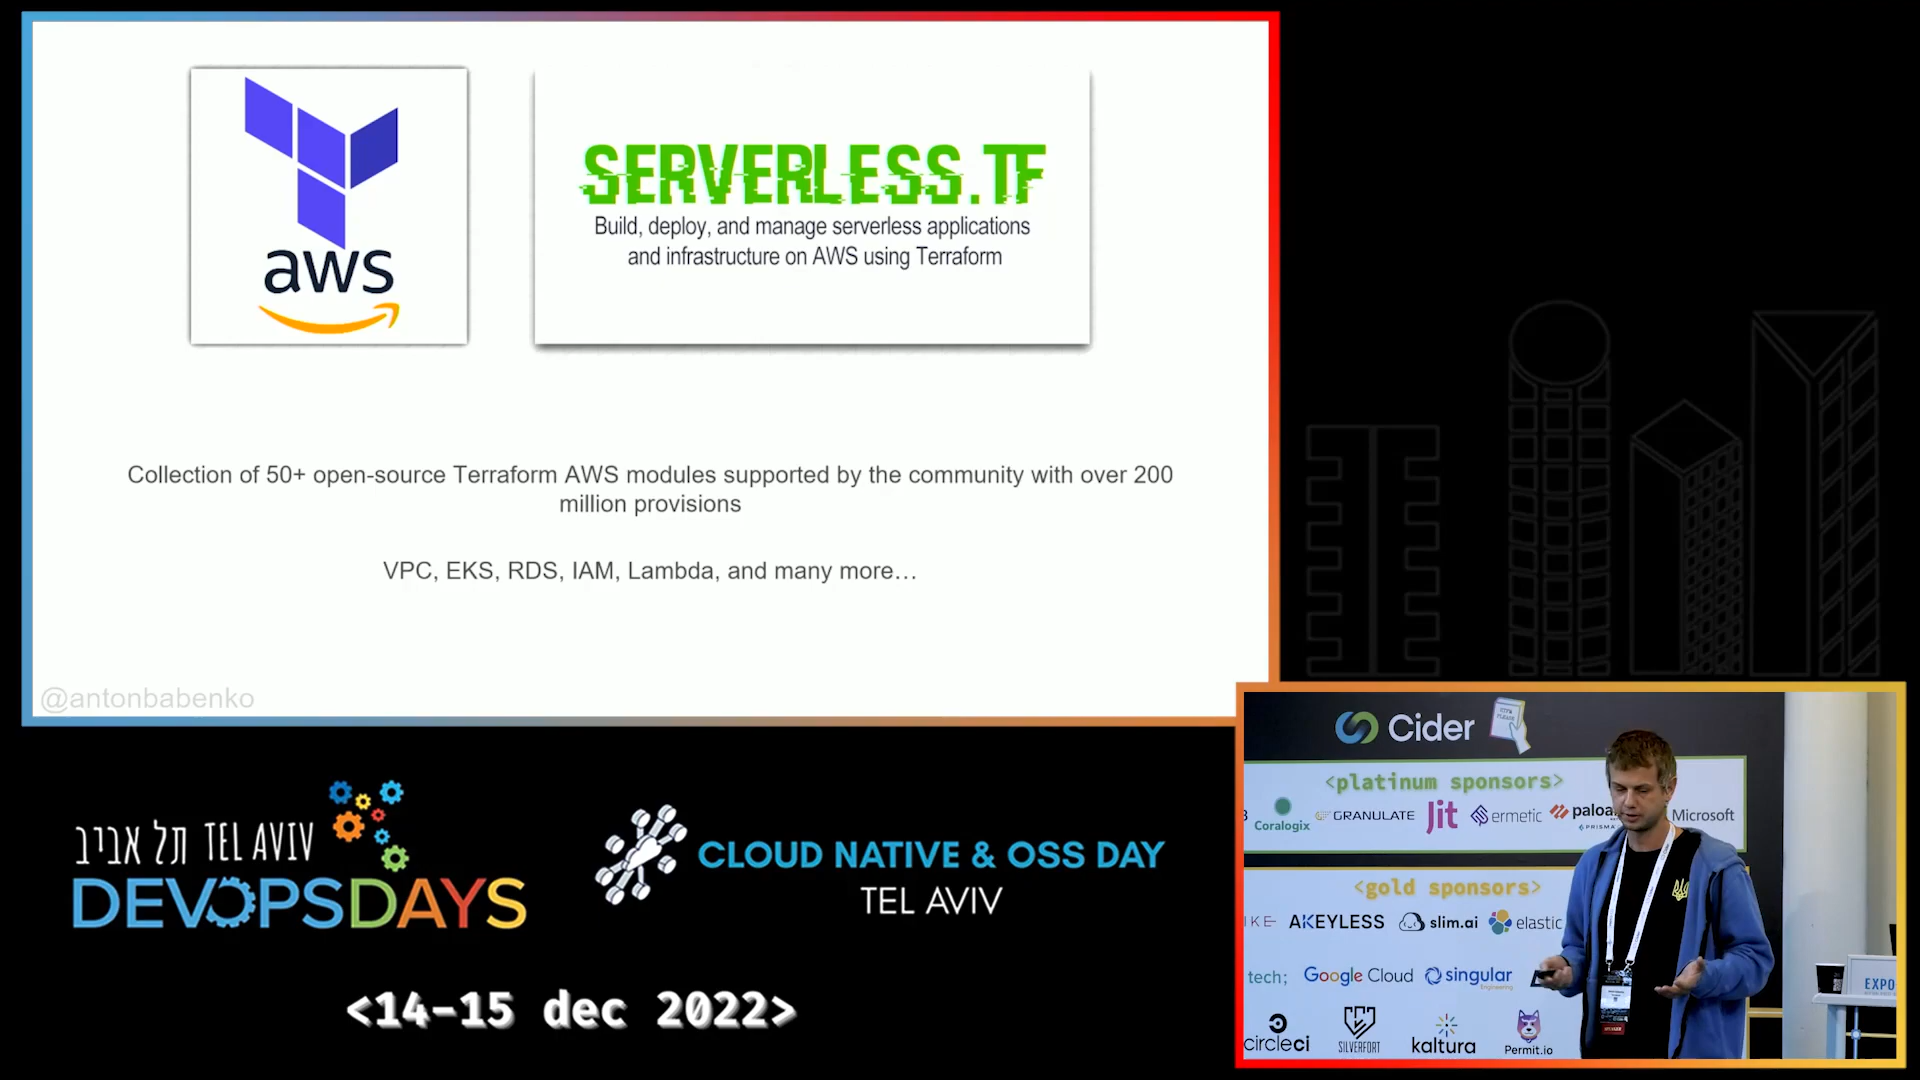 aws
SERVERLESS.TF
Build, deploy, and manage serverless applications
and infrastructure on AWS using Terraform
Collection of 50+ open-source Terraform AWS modules supported by the community with over 200
million provisions
VPC, EKS, RDS, IAM, Lambda, and many more…
@antonbabenko
תל אביב TEL AVIV
DEVOPSDAYS
CLOUD NATIVE & OSS DAY
TEL AVIV
<14-15 dec 2022>
Cider
<platinum sponsors>
Coralogix GRANULATE Jit ermetic paloa Microsoft
PRISMA
<gold sponsors>
IKE AKEYLESS slim.ai elastic
tech; Google Cloud singular
circleci SILVERFORT kaltura Permit.io
EXPO